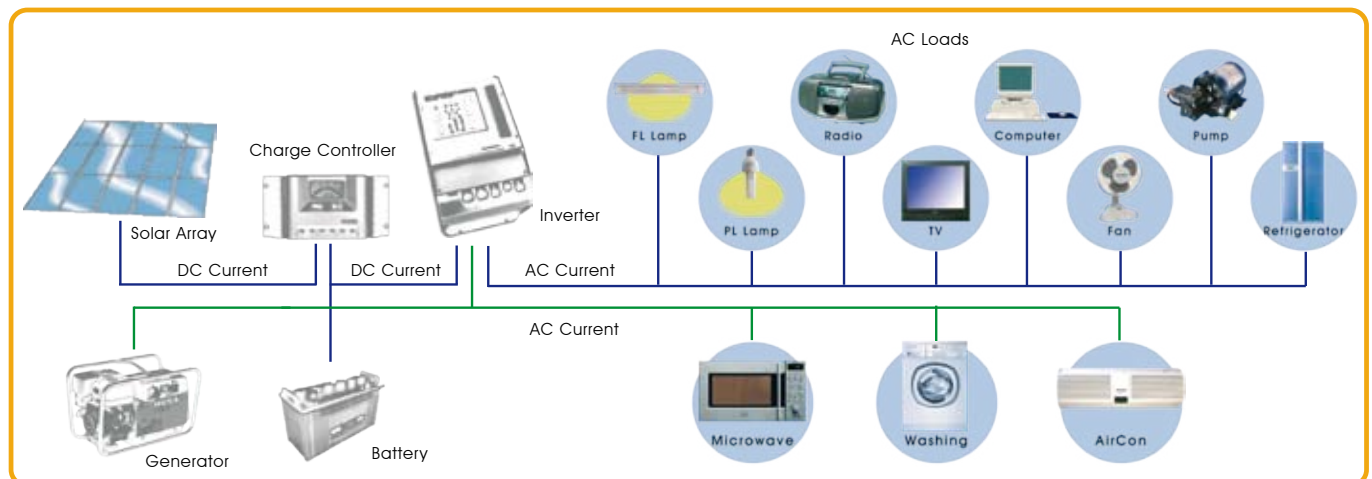 AC Loads
FL Lamp
Radio
Computer
Pump
Charge Controller
Inverter
Solar Array
PL Lamp
TV
Fan
Refrigerator
DC Current
DC Current
AC Current
AC Current
Generator
Battery
Microwave
Washing
AirCon